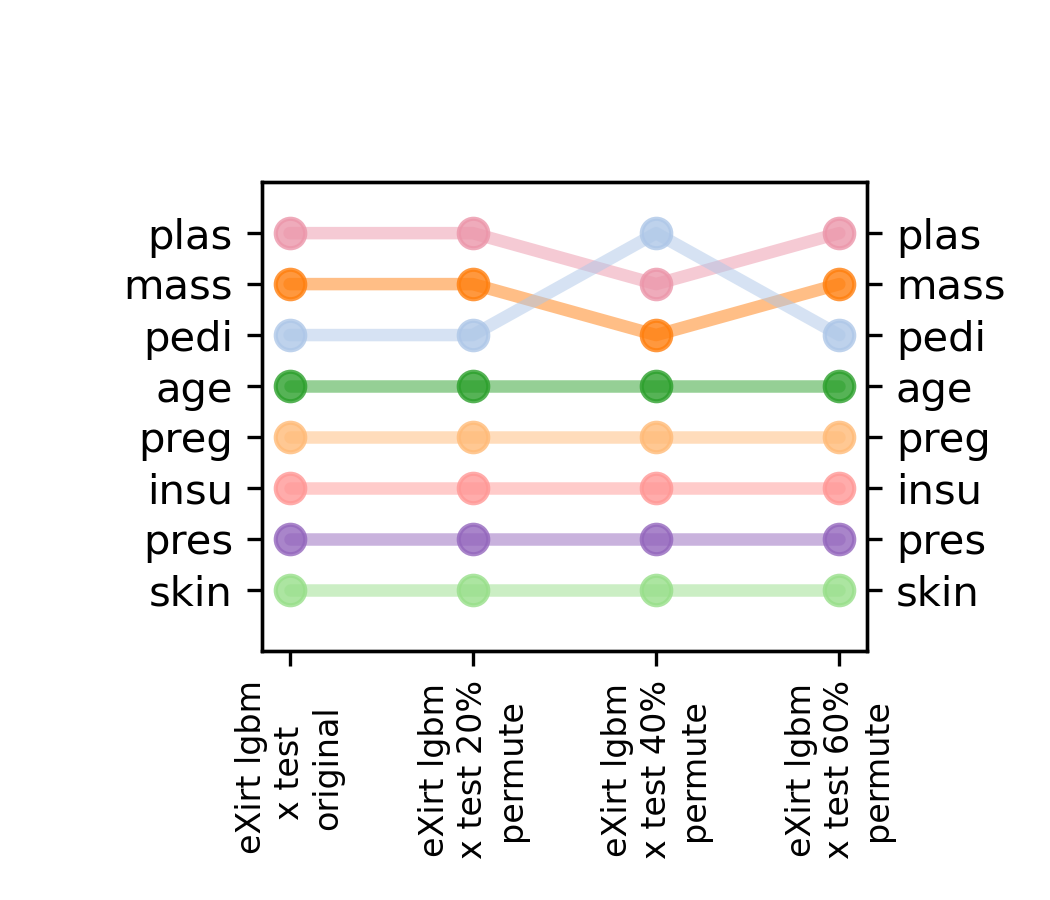 plas
mass
pedi
age
preg
insu
pres
skin
plas
mass
pedi
age
preg
insu
pres
skin
eXirt lgbm
x test
original
eXirt lgbm
x test 20%
permute
eXirt lgbm
x test 40%
permute
eXirt lgbm
x test 60%
permute